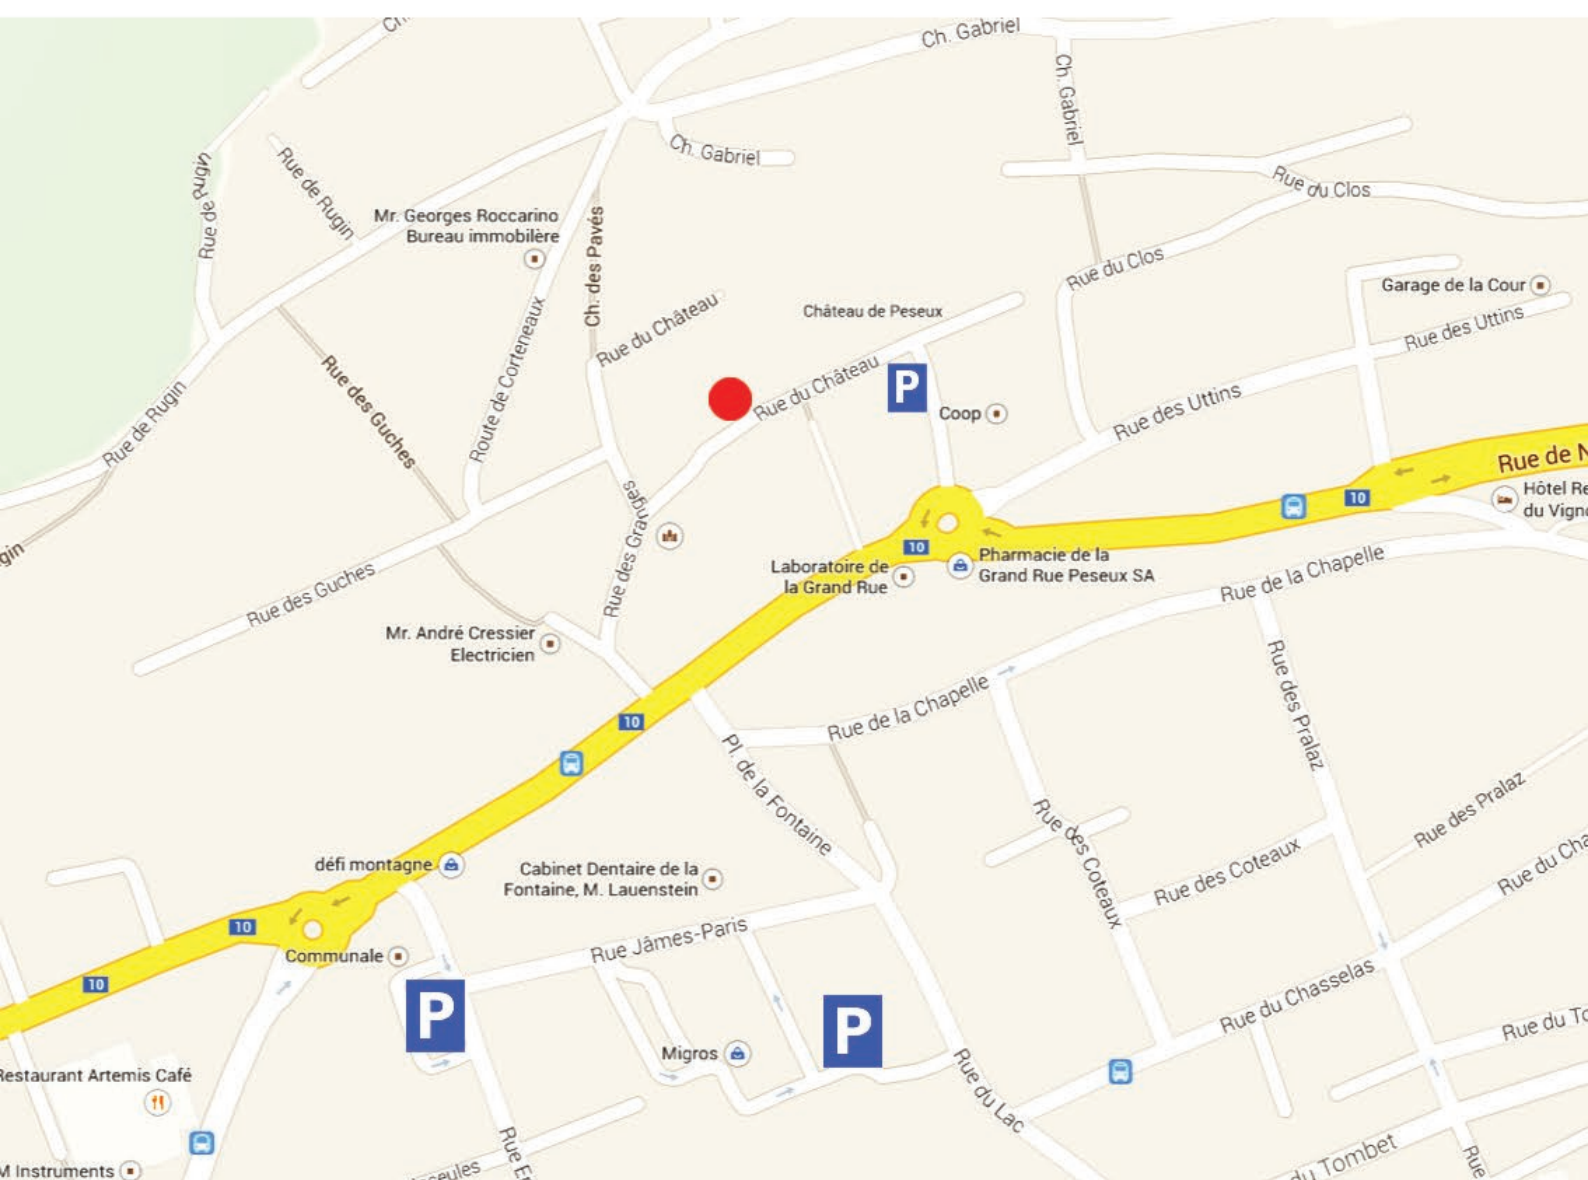 Ch. Gabriel
Ch. Gabriel
Ch. Gabriel
Rue de Rugin
Rue de Rugin
Rue du Clos
Mr. Georges Roccarino
Bureau immobilère
Ch. des Pavés
Rue du Clos
Garage de la Cour
Rue du Château
Château de Peseux
Rue des Uttins
Route de Corteneaux
Rue des Guches
Rue du Château
P
Coop
Rue des Uttins
Rue de Rugin
Rue de N
10
Hôtel Re
du Vign
Rue des Granges
10
Laboratoire de
la Grand Rue
Pharmacie de la
Grand Rue Peseux SA
Rue de la Chapelle
Rue des Guches
Mr. André Cressier
Electricien
Rue des Pralaz
Rue de la Chapelle
10
Pl. de la Fontaine
Rue des Pralaz
Rue des Coteaux
défi montagne
Cabinet Dentaire de la
Fontaine, M. Lauenstein
Rue des Coteaux
Rue du Cha
10
Rue Jâmes-Paris
Communale
10
P
P
Rue du Chasselas
Rue du To
Migros
Restaurant Artemis Café
Rue du Lac
M Instruments
Rue Er
du Tombet
Rue